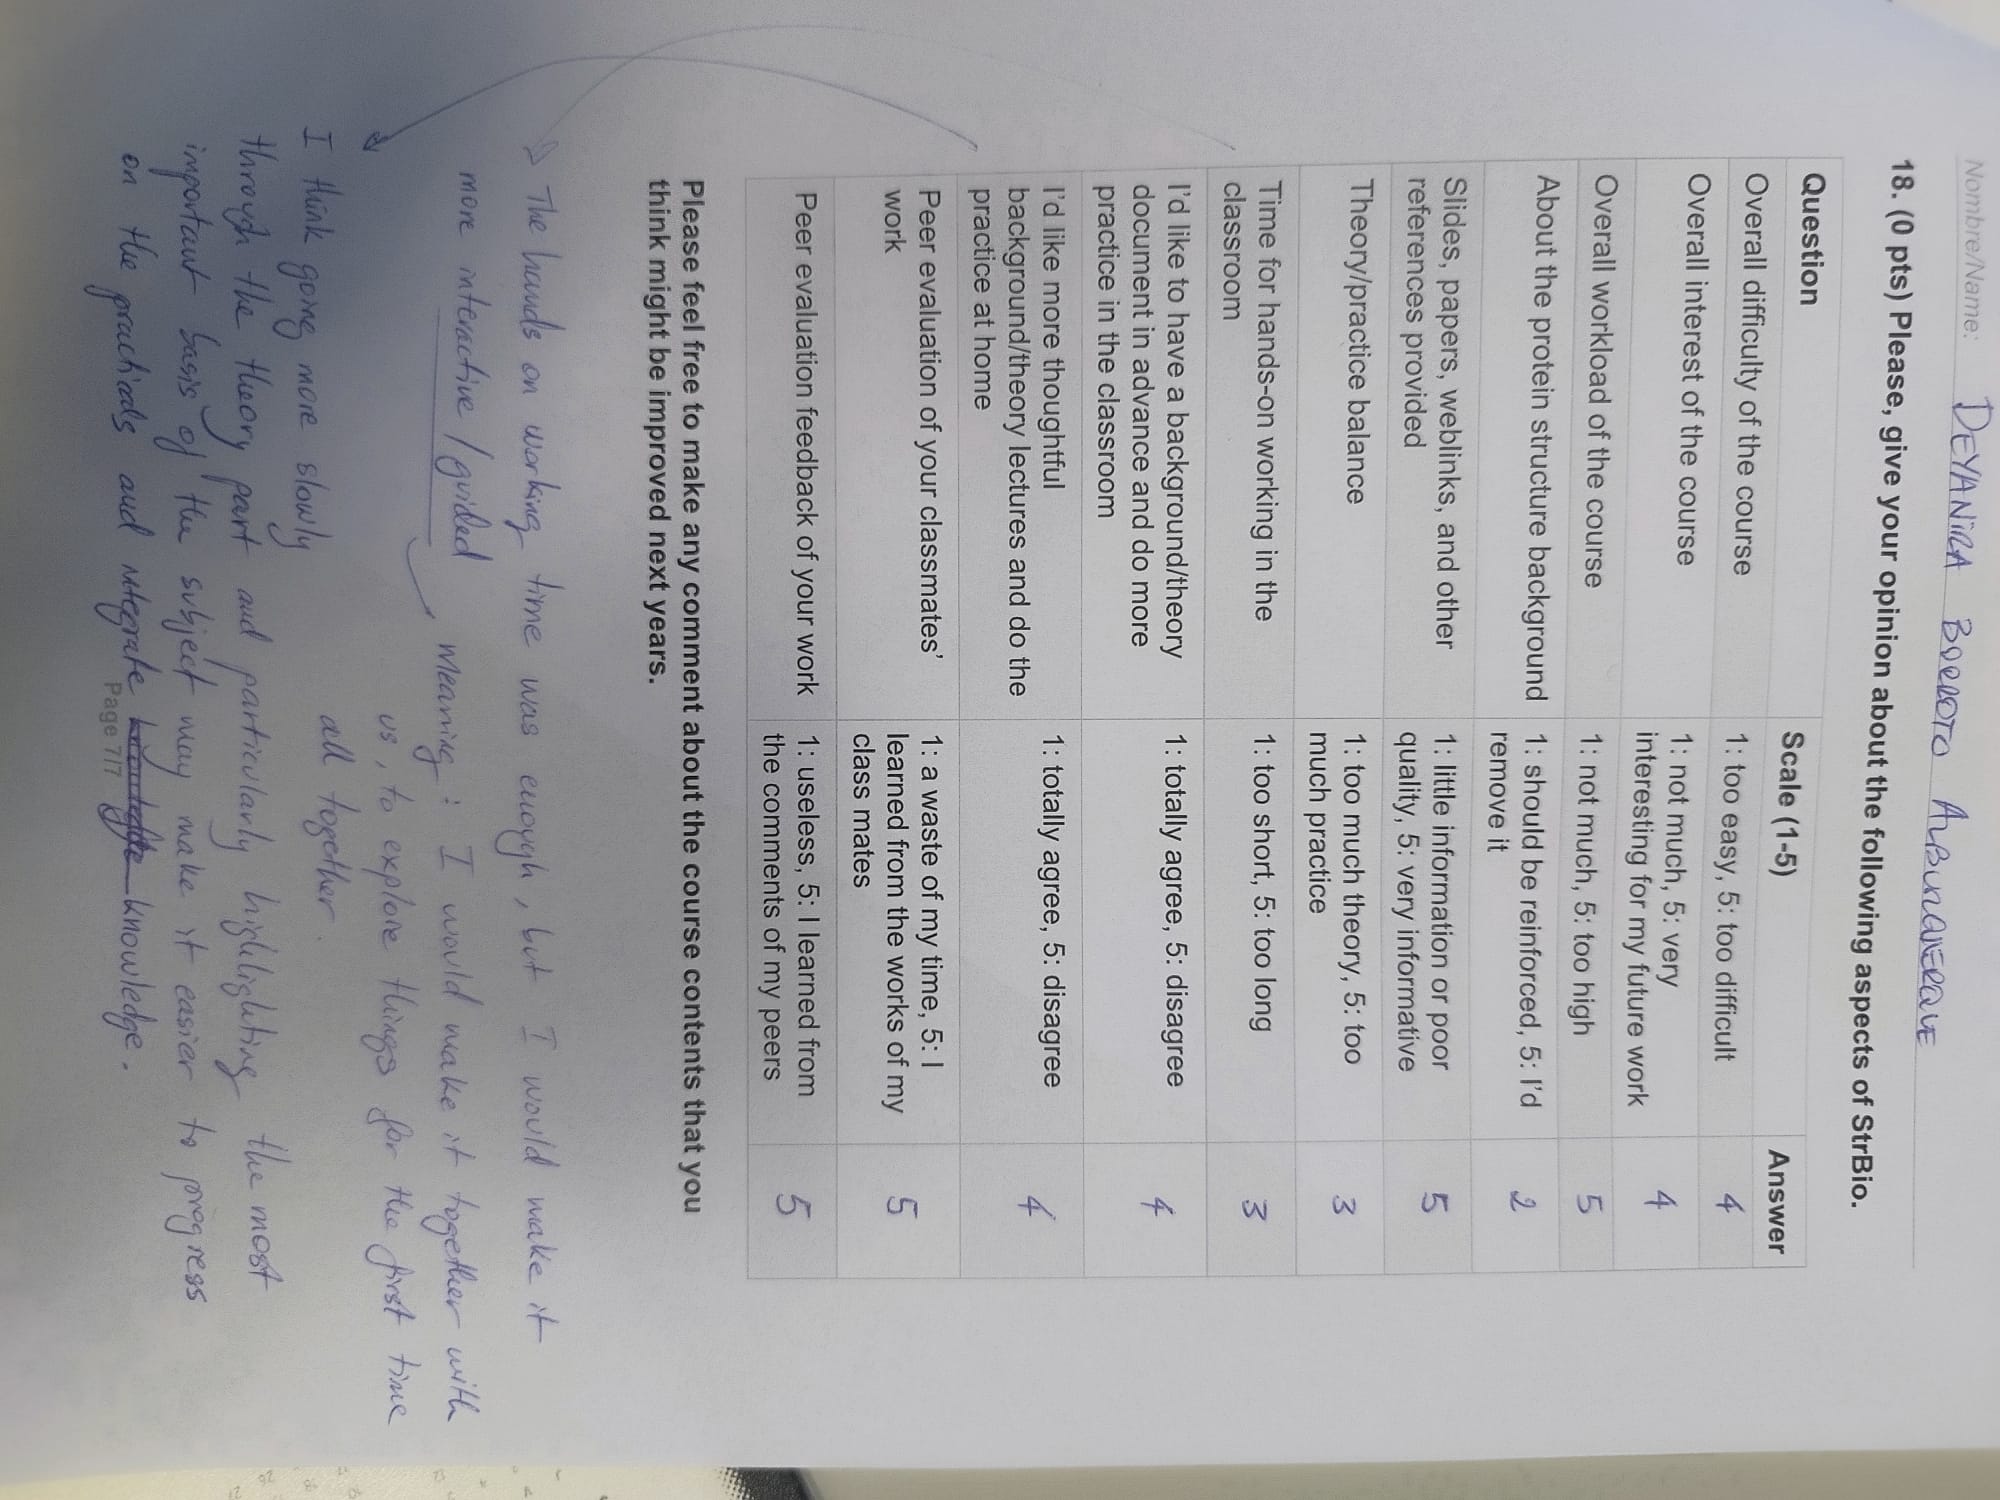 Nombre/Name: DEYANIRA BORROTO ALBURQUERQUE
18. (0 pts) Please, give your opinion about the following aspects of StrBio.
Question Scale (1-5) Answer
Overall difficulty of the course 1: too easy, 5: too difficult 4
Overall interest of the course 1: not much, 5: very 4
interesting for my future work
Overall workload of the course 1: not much, 5: too high 5
About the protein structure background 1: should be reinforced, 5: I'd 2
remove it
Slides, papers, weblinks, and other 1: little information or poor 5
references provided quality, 5: very informative
Theory/practice balance 1: too much theory, 5: too 3
much practice
Time for hands-on working in the 1: too short, 5: too long 3
classroom
I'd like to have a background/theory 1: totally agree, 5: disagree 4
document in advance and do more
practice in the classroom
I'd like more thoughtful 1: totally agree, 5: disagree 4
background/theory lectures and do the
practice at home
Peer evaluation of your classmates' 1: a waste of my time, 5: I 5
work learned from the works of my
class mates
Peer evaluation feedback of your work 1: useless, 5: I learned from 5
the comments of my peers
Please feel free to make any comment about the course contents that you
think might be improved next years.
The hands on working time was enough, but I would make it
more interactive / guided
meaning: I would make it together with
us, to explore things for the first time
all together.
I think going more slowly
through the theory part and particularly highlighting the most
important basis of the subject may make it easier to progress
on the practicals and integrate knowledge.
Page 7/7